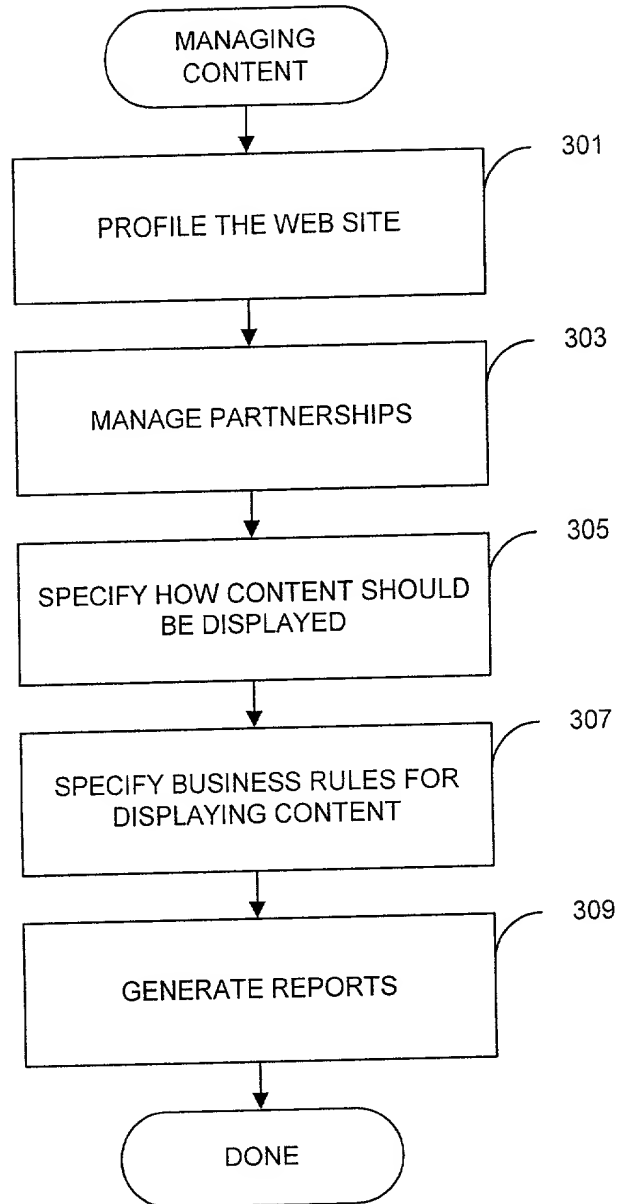 MANAGING
CONTENT
301
PROFILE THE WEB SITE
303
MANAGE PARTNERSHIPS
305
SPECIFY HOW CONTENT SHOULD
BE DISPLAYED
307
SPECIFY BUSINESS RULES FOR
DISPLAYING CONTENT
309
GENERATE REPORTS
DONE